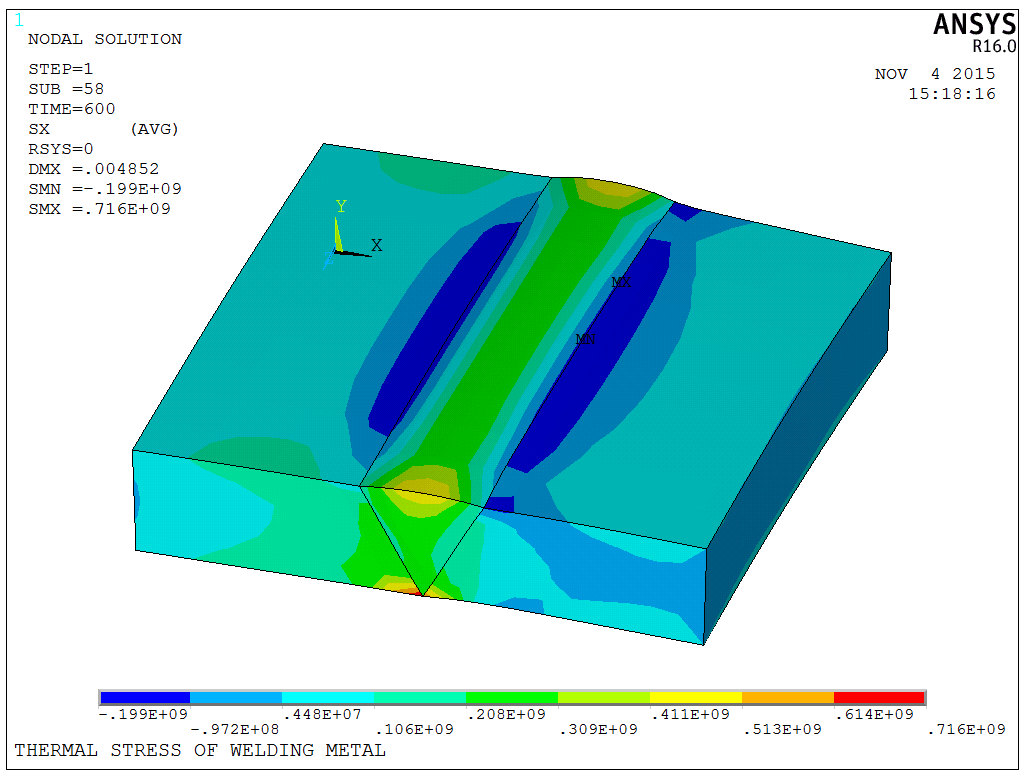 1
ANSYS
R16.0
NODAL SOLUTION
NOV  4 2015
15:18:16
STEP=1
SUB =58
TIME=600
SX       (AVG)
RSYS=0
DMX =.004852
SMN =-.199E+09
SMX =.716E+09
Y
X
Z
MX
MN
-.199E+09 .448E+07 .208E+09 .411E+09 .614E+09
-.972E+08 .106E+09 .309E+09 .513E+09 .716E+09
THERMAL STRESS OF WELDING METAL